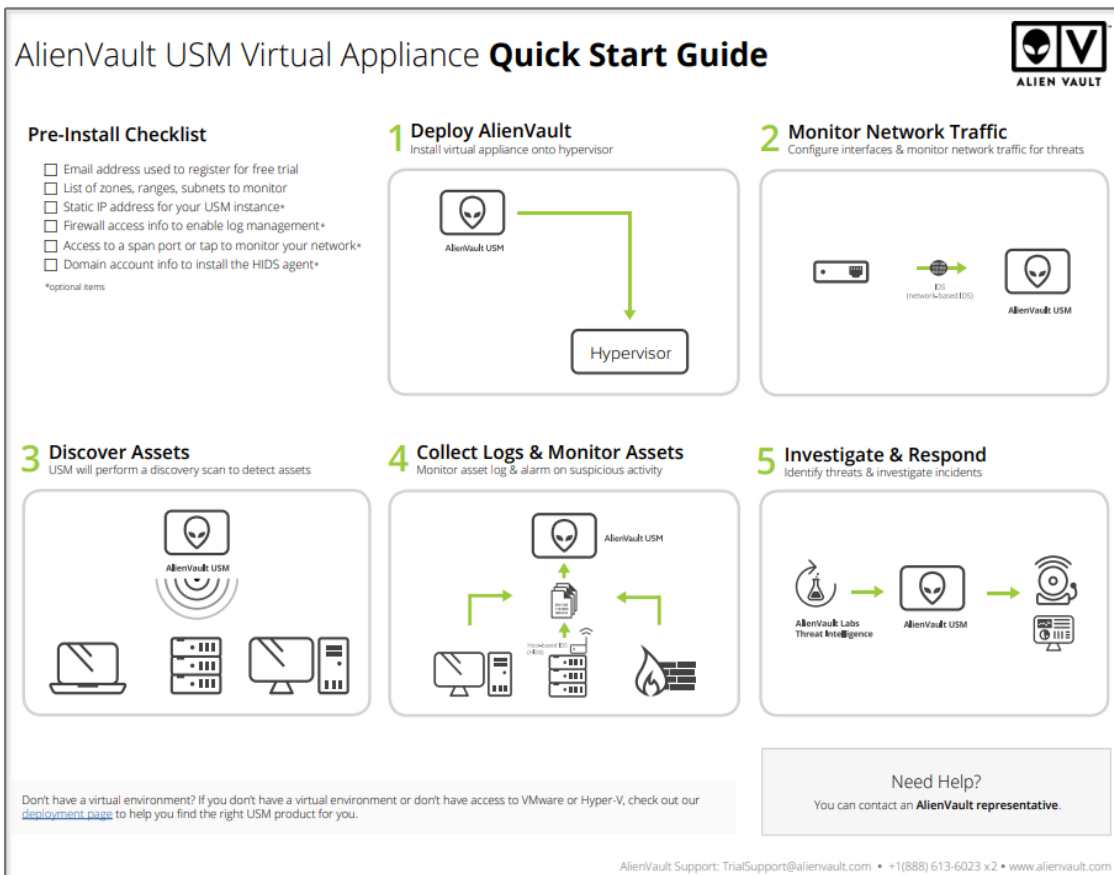 AlienVault USM Virtual Appliance Quick Start Guide
ALIEN VAULT
Pre-Install Checklist
Email address used to register for free trial
List of zones, ranges, subnets to monitor
Static IP address for your USM instance*
Firewall access info to enable log management*
Access to a span port or tap to monitor your network*
Domain account info to install the HIDS agent*
*optional items
1 Deploy AlienVault
Install virtual appliance onto hypervisor
AlienVault USM
Hypervisor
2 Monitor Network Traffic
Configure interfaces & monitor network traffic for threats
IDS
(network-based IDS)
AlienVault USM
3 Discover Assets
USM will perform a discovery scan to detect assets
AlienVault USM
4 Collect Logs & Monitor Assets
Monitor asset log & alarm on suspicious activity
AlienVault USM
Host-based IDS
(HIDS)
5 Investigate & Respond
Identify threats & investigate incidents
AlienVault Labs
Threat Intelligence
AlienVault USM
Don't have a virtual environment? If you don't have a virtual environment or don't have access to VMware or Hyper-V, check out our
deployment page to help you find the right USM product for you.
Need Help?
You can contact an AlienVault representative.
AlienVault Support: TrialSupport@alienvault.com • +1(888) 613-6023 x2 • www.alienvault.com